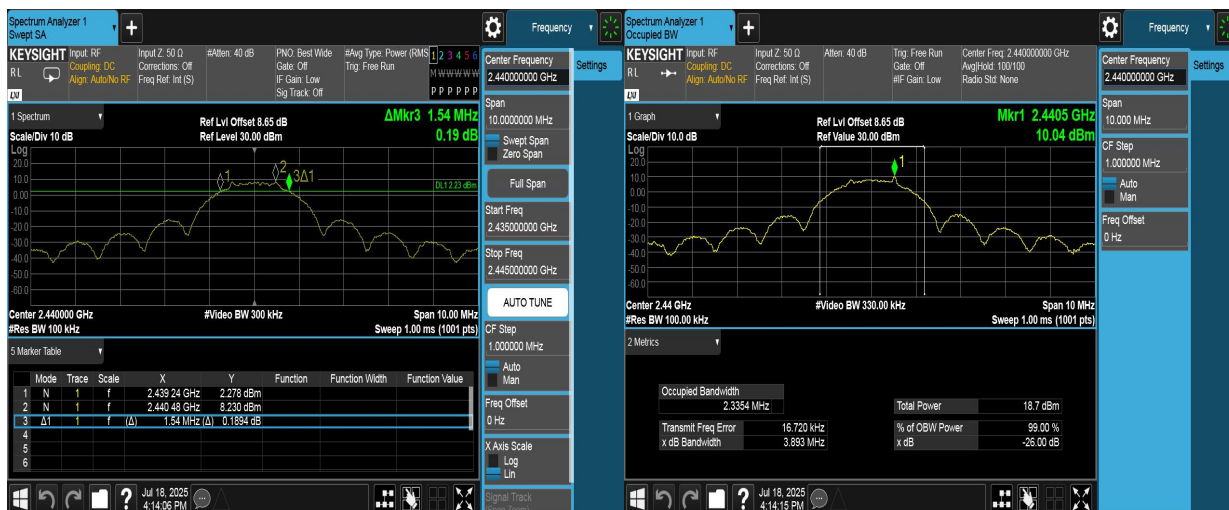 Spectrum Analyzer 1
Swept SA
Frequency
KEYSIGHT Input: RF
RL
Coupling: DC
Align: Auto/No RF
Input Z: 50 Ω
Corrections: Off
Freq Ref: Int (S)
#Atten: 40 dB
PNO: Best Wide
Gate: Off
IF Gain: Low
Sig Track: Off
#Avg Type: Power (RMS
Trig: Free Run
1 2 3 4 5 6
M W W W W W
P P P P P P
LXI
1 Spectrum
Scale/Div 10 dB
Ref Lvl Offset 8.65 dB
Ref Level 30.00 dBm
ΔMkr3 1.54 MHz
0.19 dB
Log
20.0
10.0
0.00
-10.0
-20.0
-30.0
-40.0
-50.0
-60.0
1
2
3Δ1
DL1 2.23 dBm
Center 2.440000 GHz
#Res BW 100 kHz
#Video BW 300 kHz
Span 10.00 MHz
Sweep 1.00 ms (1001 pts)
5 Marker Table
Mode Trace Scale X Y Function Function Width Function Value
1 N 1 f 2.439 24 GHz 2.278 dBm
2 N 1 f 2.440 48 GHz 8.230 dBm
3 Δ1 1 f (Δ) 1.54 MHz (Δ) 0.1894 dB
4
5
6
Jul 18, 2025
4:14:06 PM
Center Frequency
2.440000000 GHz
Settings
Span
10.0000000 MHz
Swept Span
Zero Span
Full Span
Start Freq
2.435000000 GHz
Stop Freq
2.445000000 GHz
AUTO TUNE
CF Step
1.000000 MHz
Auto
Man
Freq Offset
0 Hz
X Axis Scale
Log
Lin
Signal Track
Spectrum Analyzer 1
Occupied BW
Frequency
KEYSIGHT Input: RF
RL
Coupling: DC
Align: Auto/No RF
Input Z: 50 Ω
Corrections: Off
Freq Ref: Int (S)
Atten: 40 dB
Trig: Free Run
Gate: Off
#IF Gain: Low
Center Freq: 2.440000000 GHz
Avg|Hold: 100/100
Radio Std: None
LXI
1 Graph
Scale/Div 10.0 dB
Ref Lvl Offset 8.65 dB
Ref Value 30.00 dBm
Mkr1 2.4405 GHz
10.04 dBm
Log
20.0
10.0
0.00
-10.0
-20.0
-30.0
-40.0
-50.0
-60.0
1
Center 2.44 GHz
#Res BW 100.00 kHz
#Video BW 330.00 kHz
Span 10 MHz
Sweep 1.00 ms (1001 pts)
2 Metrics
Occupied Bandwidth
2.3354 MHz
Total Power 18.7 dBm
Transmit Freq Error 16.720 kHz
% of OBW Power 99.00 %
x dB Bandwidth 3.893 MHz
x dB -26.00 dB
Jul 18, 2025
4:14:15 PM
Center Frequency
2.440000000 GHz
Settings
Span
10.000 MHz
CF Step
1.000000 MHz
Auto
Man
Freq Offset
0 Hz